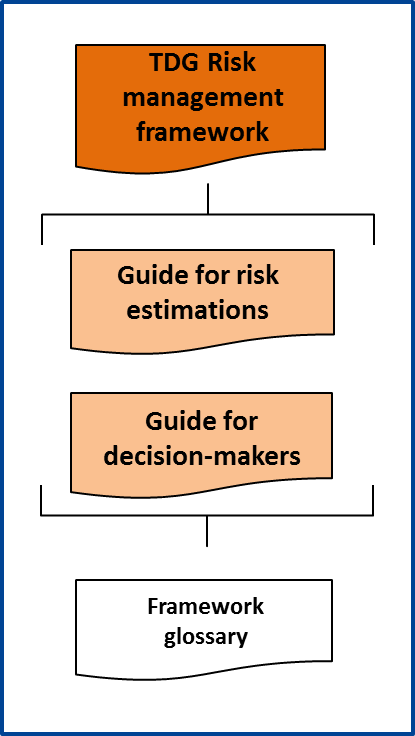 TDG Risk
management
framework
Guide for risk
estimations
Guide for
decision-makers
Framework
glossary